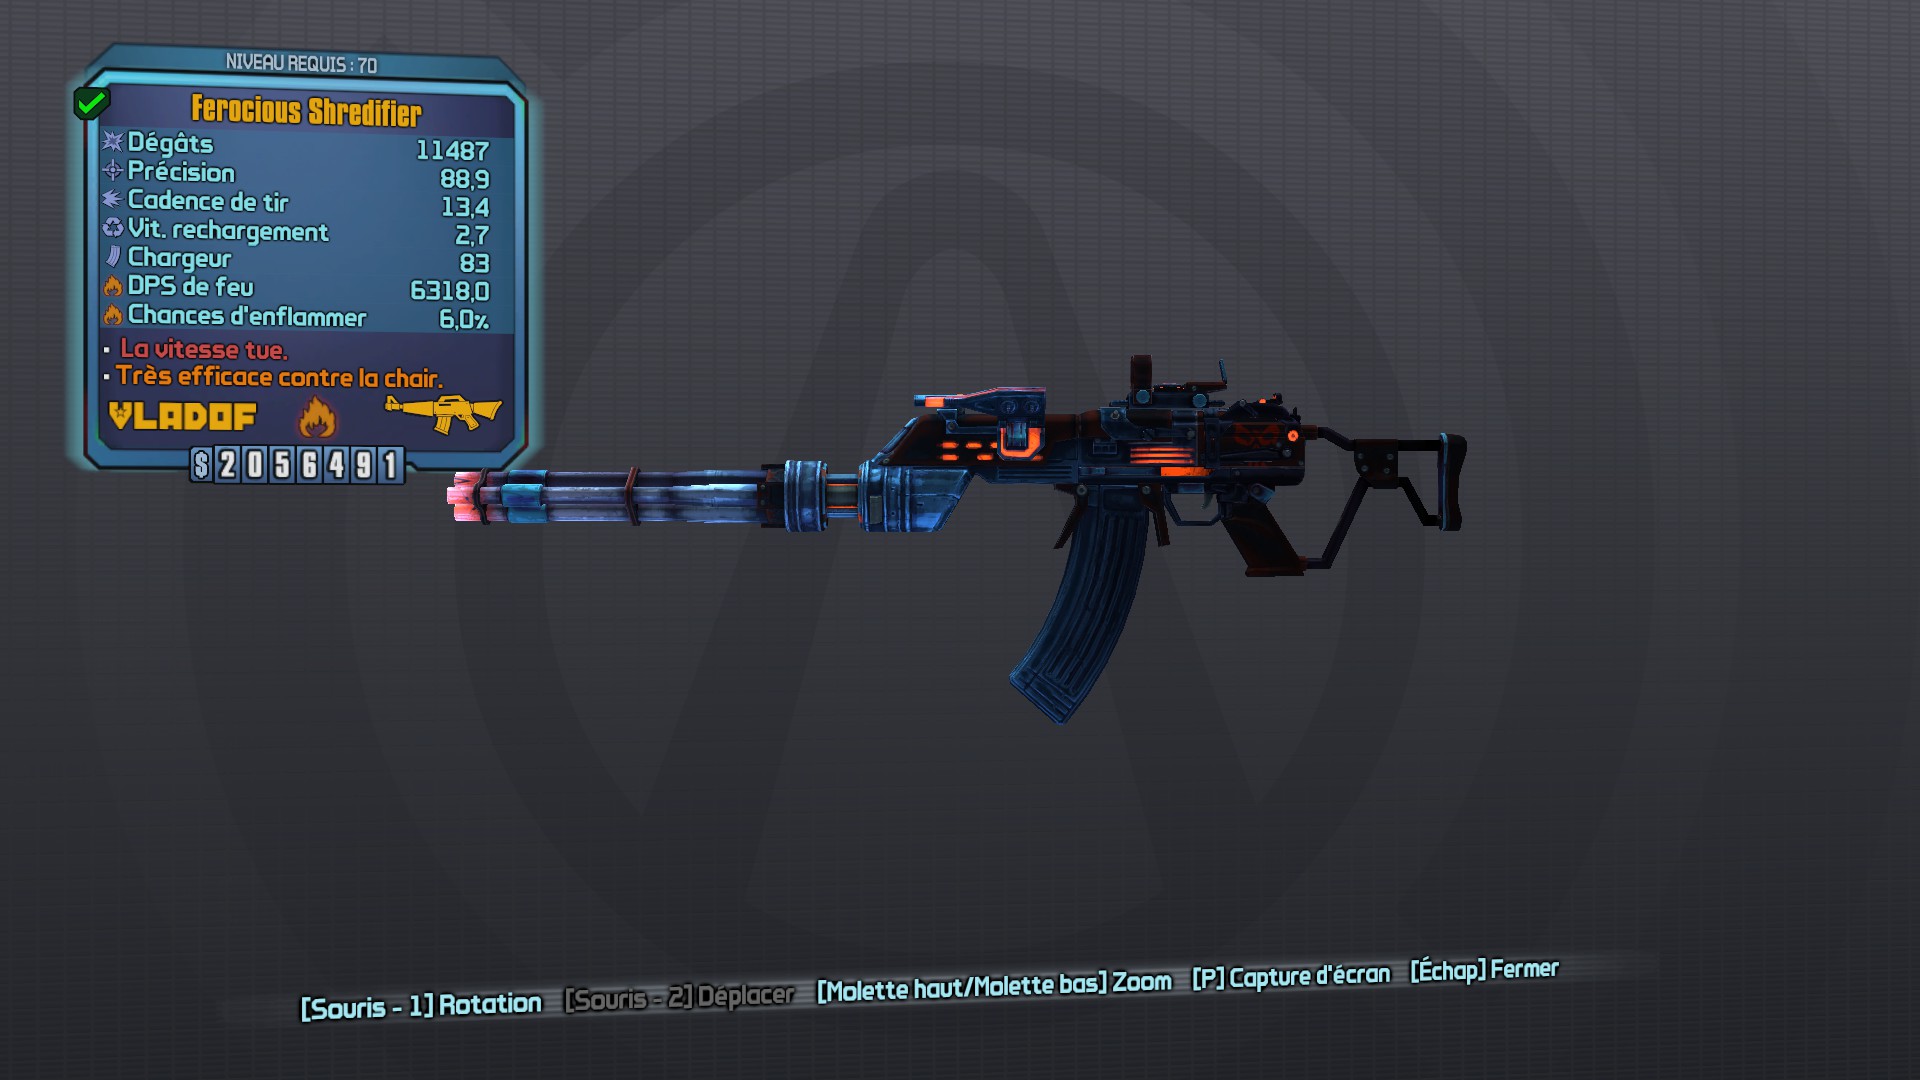 NIVEAU REQUIS : 70
Ferocious Shredifier
Dégâts 11487
Précision 88,9
Cadence de tir 13,4
Vit. rechargement 2,7
Chargeur 83
DPS de feu 6318,0
Chances d'enflammer 6,0%
• La vitesse tue.
• Très efficace contre la chair.
VLADOF
$2056491
[Souris - 1] Rotation [Souris - 2] Déplacer [Molette haut/Molette bas] Zoom [P] Capture d'écran [Échap] Fermer